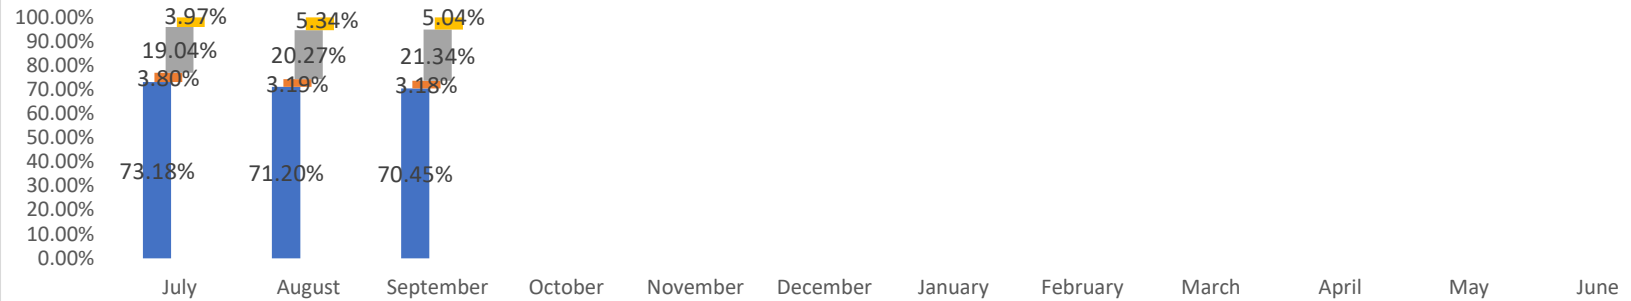 100.00%
90.00%
80.00%
70.00%
60.00%
50.00%
40.00%
30.00%
20.00%
10.00%
0.00%
3.97% 5.34% 5.04%
19.04% 20.27% 21.34%
3.80% 3.19% 3.18%
73.18% 71.20% 70.45%
July August September October November December January February March April May June